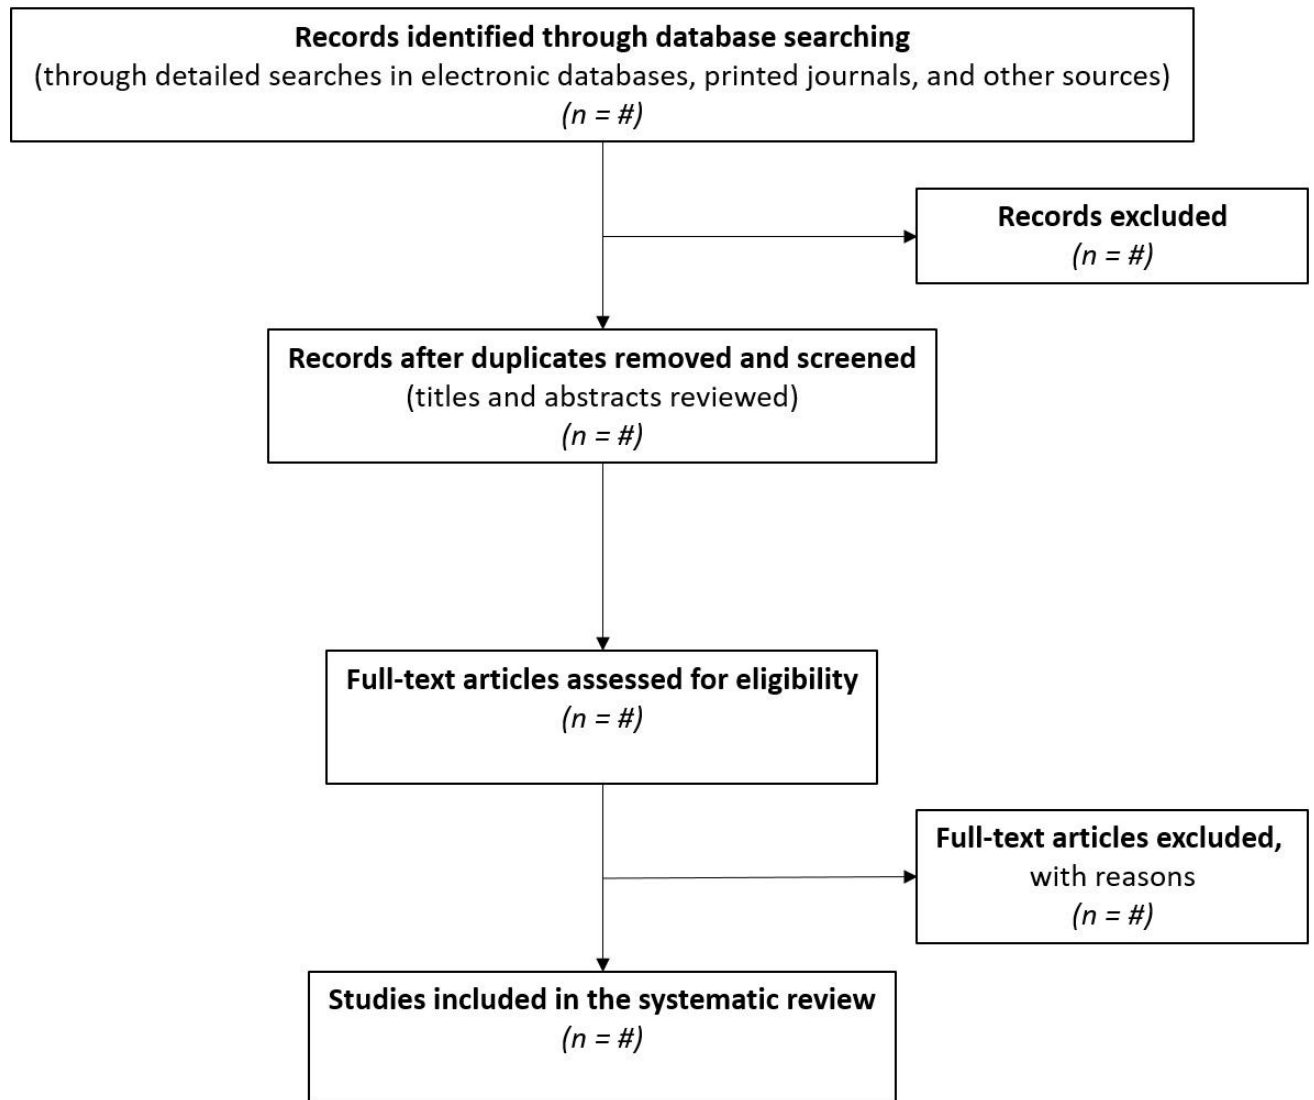 Records identified through database searching
(through detailed searches in electronic databases, printed journals, and other sources)
(n = #)
Records excluded
(n = #)
Records after duplicates removed and screened
(titles and abstracts reviewed)
(n = #)
Full-text articles assessed for eligibility
(n = #)
Full-text articles excluded,
with reasons
(n = #)
Studies included in the systematic review
(n = #)